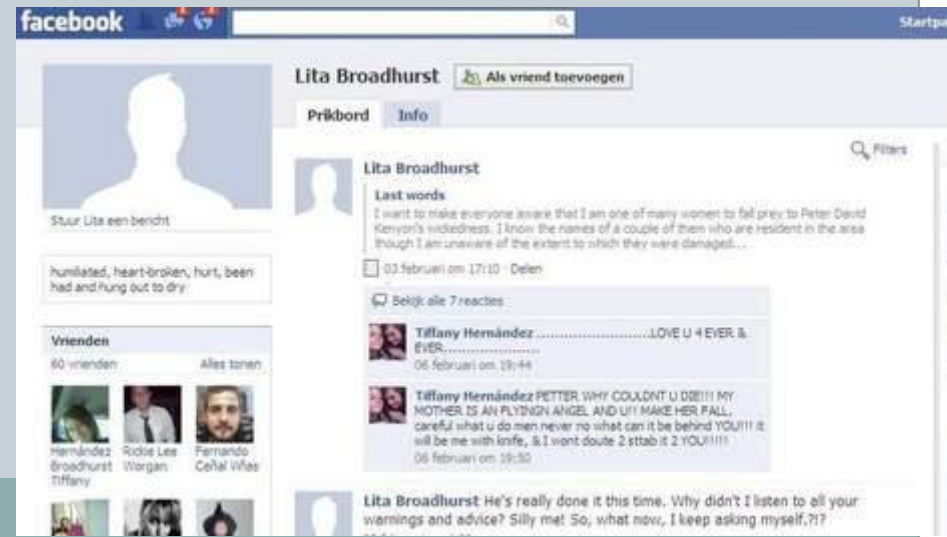 facebook
Startpa
Lita Broadhurst
Als vriend toevoegen
Prikbord Info
Filters
Stuur Lita een bericht
humiliated, heart-broken, hurt, been
had and hung out to dry
Vrienden
60 vrienden Alles tonen
Hernández
Broadhurst
Tiffany
Rickie Lee
Worgan
Fernando
Ceñal Viñas
Lita Broadhurst
Last words
I want to make everyone aware that I am one of many women to fall prey to Peter David
Kenyon's wickedness. I know the names of a couple of them who are resident in the area
though I am unaware of the extent to which they were damaged...
03 februari om 17:10 · Delen
Bekijk alle 7 reacties
Tiffany Hernández ............................LOVE U 4 EVER &
EVER........................
06 februari om 19:44
Tiffany Hernández PETTER WHY COULDNT U DIE!!! MY
MOTHER IS AN FLYINGN ANGEL AND U!! MAKE HER FALL,
careful what u do men never no what can it be behind YOU!!! it
will be me with knife, & I wont doute 2 sttab it 2 YOU!!!!!
06 februari om 19:50
Lita Broadhurst He's really done it this time. Why didn't I listen to all your
warnings and advice? Silly me! So, what now, I keep asking myself.?!?